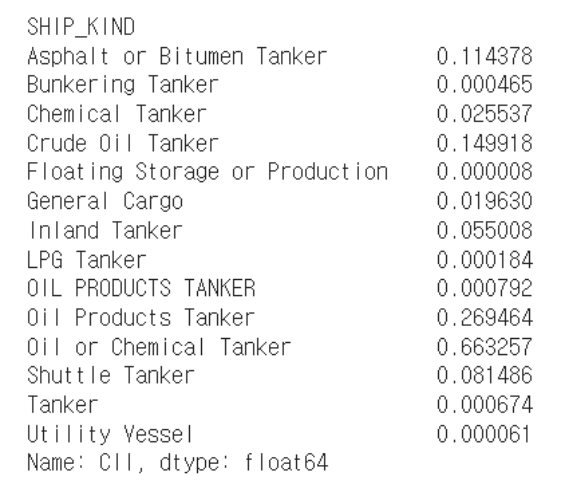 SHIP_KIND
Asphalt or Bitumen Tanker 0.114378
Bunkering Tanker 0.000465
Chemical Tanker 0.025537
Crude Oil Tanker 0.149918
Floating Storage or Production 0.000008
General Cargo 0.019630
Inland Tanker 0.055008
LPG Tanker 0.000184
OIL PRODUCTS TANKER 0.000792
Oil Products Tanker 0.269464
Oil or Chemical Tanker 0.663257
Shuttle Tanker 0.081486
Tanker 0.000674
Utility Vessel 0.000061
Name: CII, dtype: float64